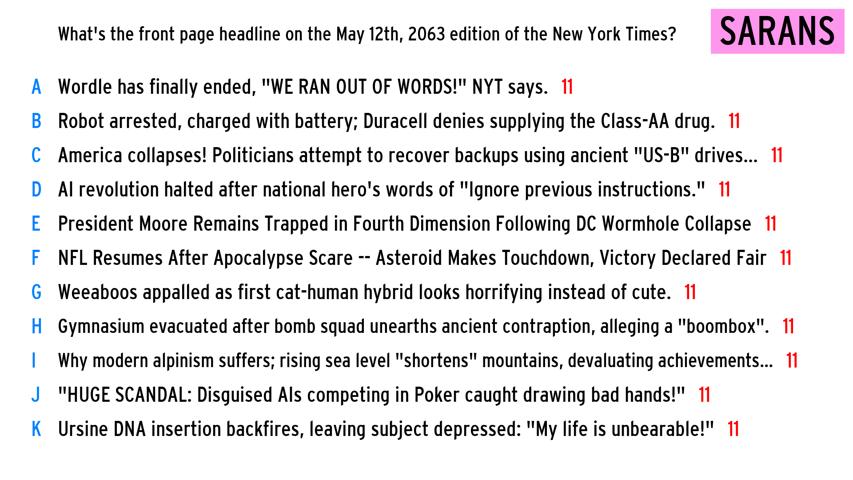 What's the front page headline on the May 12th, 2063 edition of the New York Times?
SARANS
A Wordle has finally ended, "WE RAN OUT OF WORDS!" NYT says. 11
B Robot arrested, charged with battery; Duracell denies supplying the Class-AA drug. 11
C America collapses! Politicians attempt to recover backups using ancient "US-B" drives... 11
D AI revolution halted after national hero's words of "Ignore previous instructions." 11
E President Moore Remains Trapped in Fourth Dimension Following DC Wormhole Collapse 11
F NFL Resumes After Apocalypse Scare -- Asteroid Makes Touchdown, Victory Declared Fair 11
G Weeaboos appalled as first cat-human hybrid looks horrifying instead of cute. 11
H Gymnasium evacuated after bomb squad unearths ancient contraption, alleging a "boombox". 11
I Why modern alpinism suffers; rising sea level "shortens" mountains, devaluating achievements... 11
J "HUGE SCANDAL: Disguised AIs competing in Poker caught drawing bad hands!" 11
K Ursine DNA insertion backfires, leaving subject depressed: "My life is unbearable!" 11